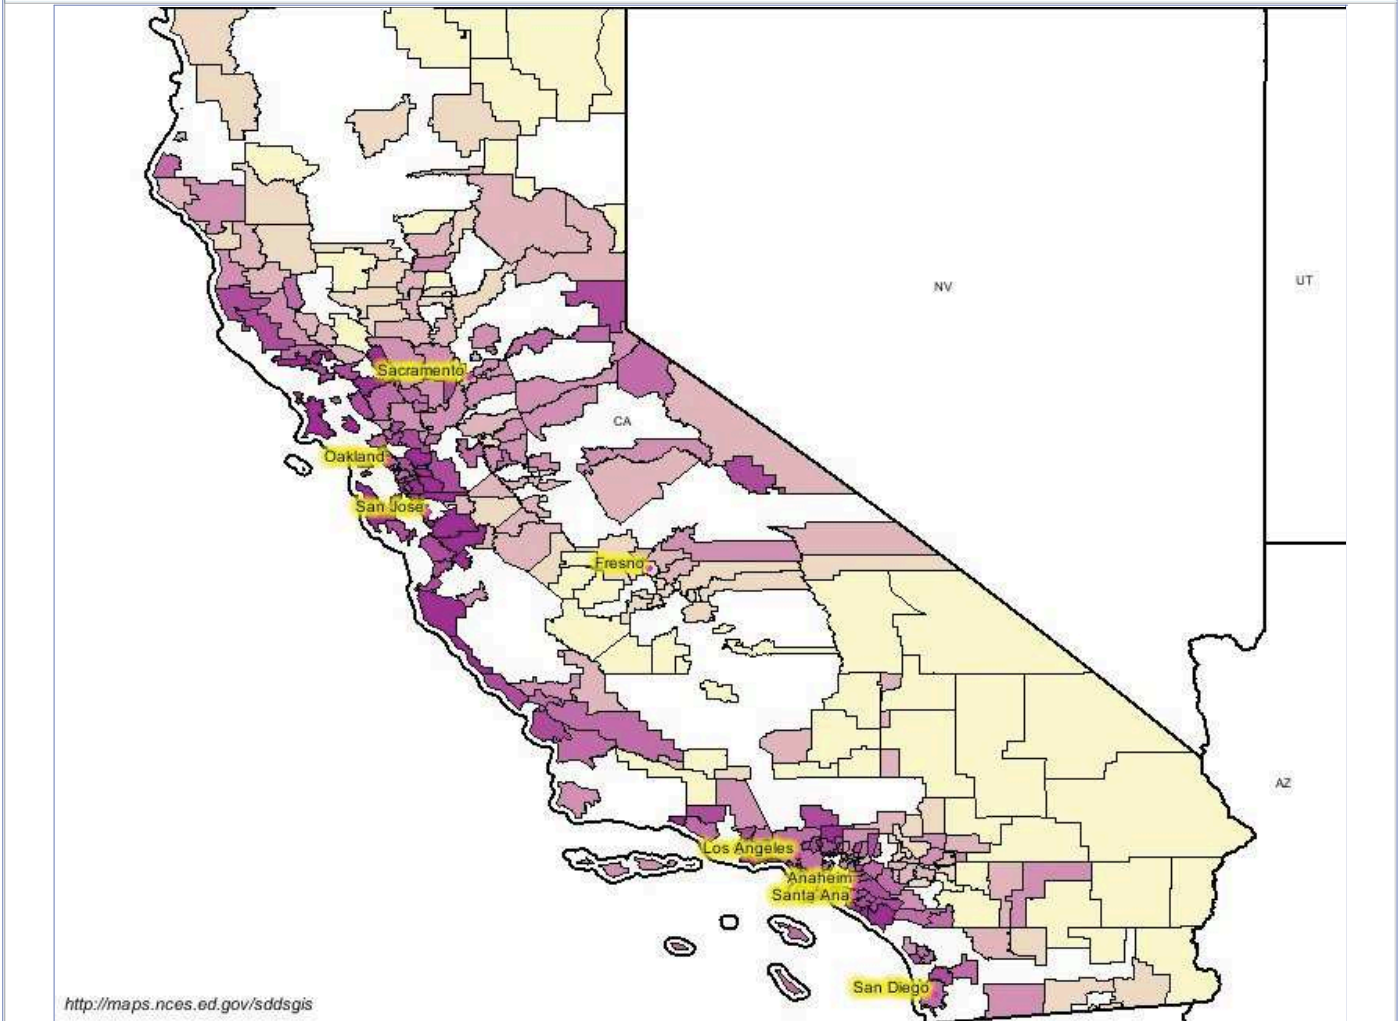 NV
UT
Sacramento
CA
Oakland
San Jose
Fresno
AZ
Los Angeles
Anaheim
Santa Ana
San Diego
http://maps.nces.ed.gov/sddsgis